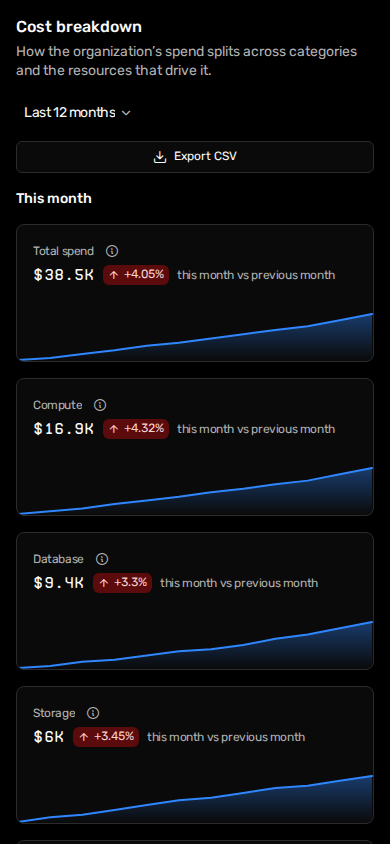 Cost breakdown
How the organization's spend splits across categories
and the resources that drive it.
Last 12 months
Export CSV
This month
Total spend
$38.5K +4.05% this month vs previous month
Compute
$16.9K +4.32% this month vs previous month
Database
$9.4K +3.3% this month vs previous month
Storage
$6K +3.45% this month vs previous month